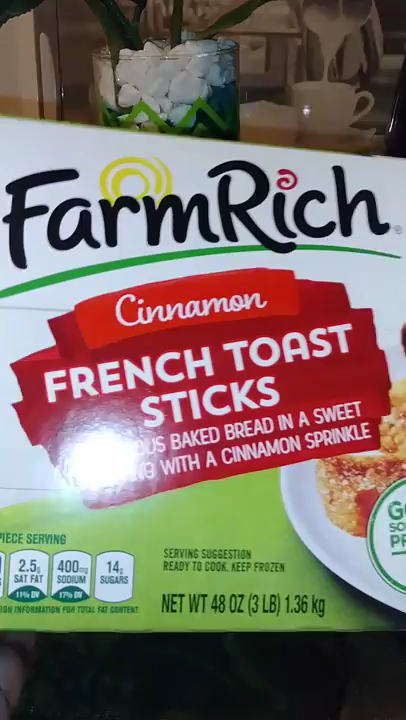 FarmRich®
Cinnamon
FRENCH TOAST
STICKS
BAKED BREAD IN A SWEET
WITH A CINNAMON SPRINKLE
PIECE SERVING
2.5g 400mg 14g
SAT FAT SODIUM SUGARS
11% DV 17% DV
INFORMATION FOR TOTAL FAT CONTENT.
SERVING SUGGESTION
READY TO COOK. KEEP FROZEN
NET WT 48 OZ (3 LB) 1.36 kg